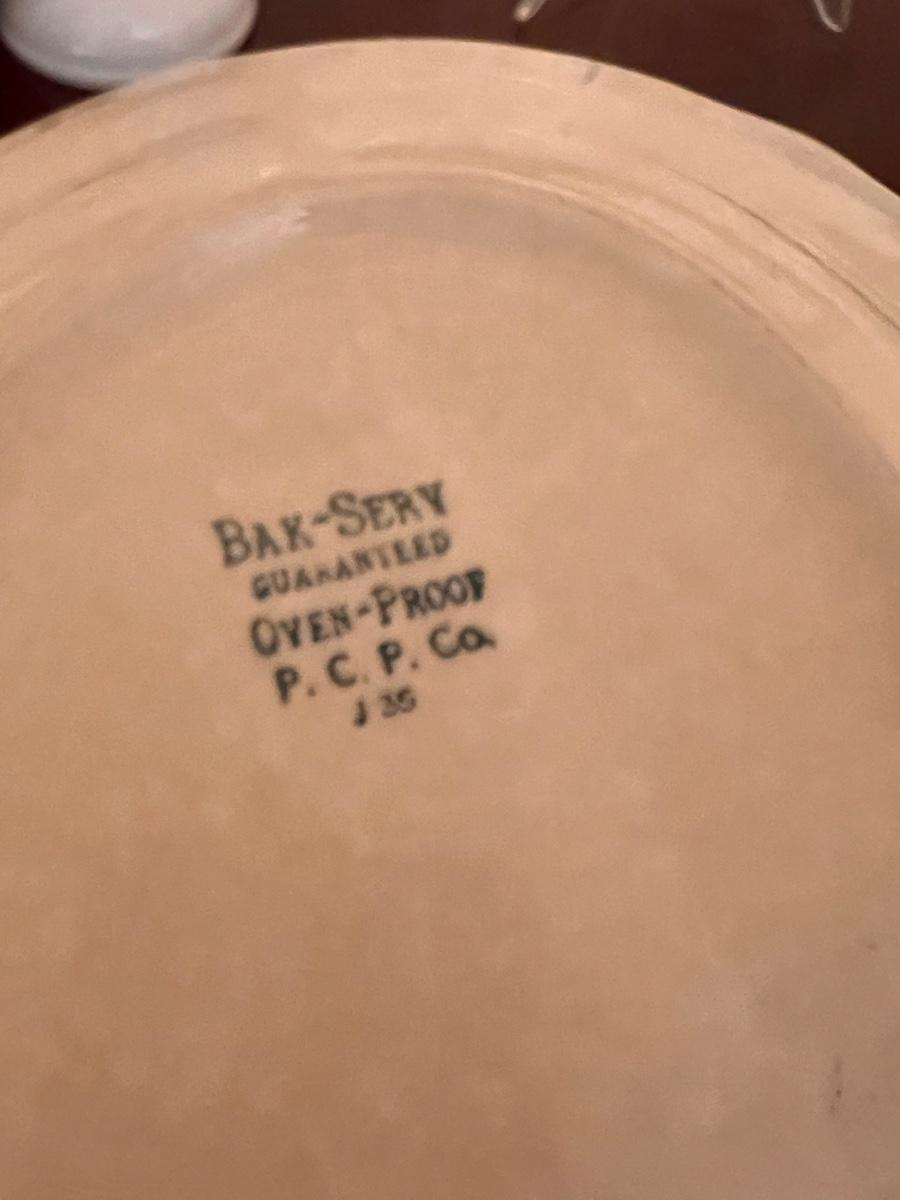 BAK-SERV
GUARANTEED
OVEN-PROOF
P. C. P. Co.
J 35